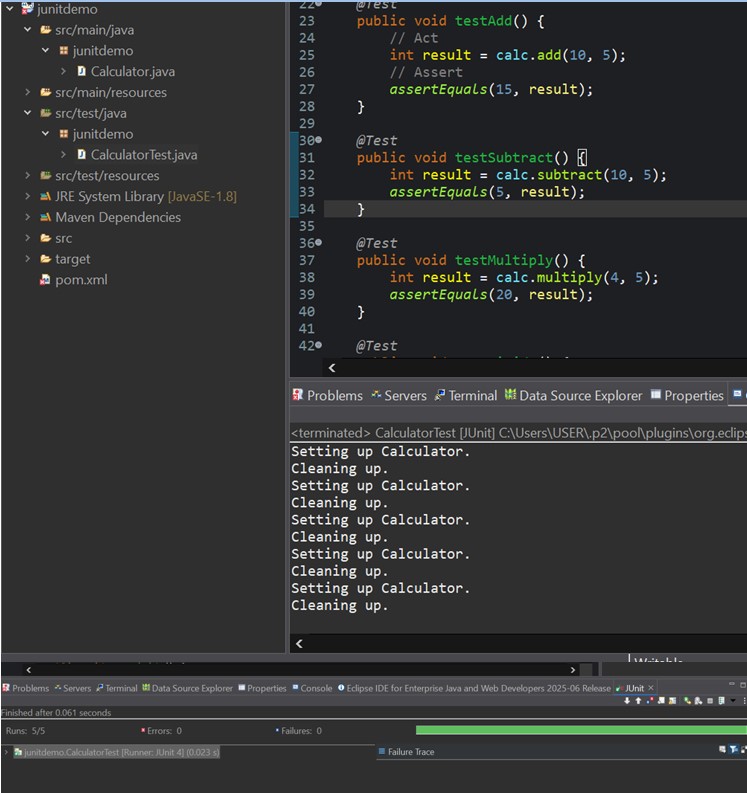 junitdemo
src/main/java
junitdemo
Calculator.java
src/main/resources
src/test/java
junitdemo
CalculatorTest.java
src/test/resources
JRE System Library [JavaSE-1.8]
Maven Dependencies
src
target
pom.xml
22 @Test
23 public void testAdd() {
24 // Act
25 int result = calc.add(10, 5);
26 // Assert
27 assertEquals(15, result);
28 }
29
30 @Test
31 public void testSubtract() {
32 int result = calc.subtract(10, 5);
33 assertEquals(5, result);
34 }
35
36 @Test
37 public void testMultiply() {
38 int result = calc.multiply(4, 5);
39 assertEquals(20, result);
40 }
41
42 @Test
Problems Servers Terminal Data Source Explorer Properties
<terminated> CalculatorTest [JUnit] C:\Users\USER\.p2\pool\plugins\org.eclips
Setting up Calculator.
Cleaning up.
Setting up Calculator.
Cleaning up.
Setting up Calculator.
Cleaning up.
Setting up Calculator.
Cleaning up.
Setting up Calculator.
Cleaning up.
Writable
Problems Servers Terminal Data Source Explorer Properties Console Eclipse IDE for Enterprise Java and Web Developers 2025-06 Release JUnit
Finished after 0.061 seconds
Runs: 5/5 Errors: 0 Failures: 0
junitdemo.CalculatorTest [Runner: JUnit 4] (0.023 s)
Failure Trace